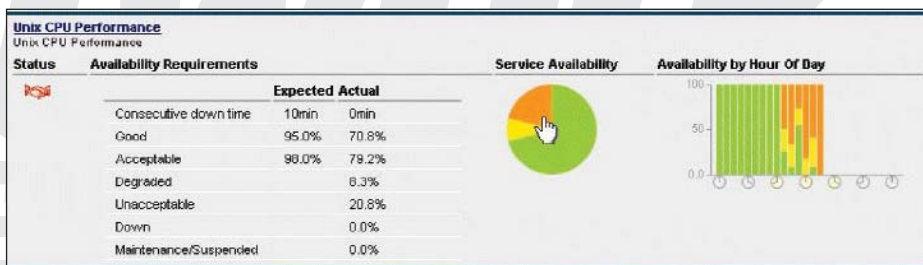 Unix CPU Performance
Unix CPU Performance
Status Availability Requirements Service Availability Availability by Hour Of Day
Expected Actual
Consecutive down time 10min 0min
Good 95.0% 70.8%
Acceptable 98.0% 79.2%
Degraded 8.3%
Unacceptable 20.8%
Down 0.0%
Maintenance/Suspended 0.0%
100
50
0.0